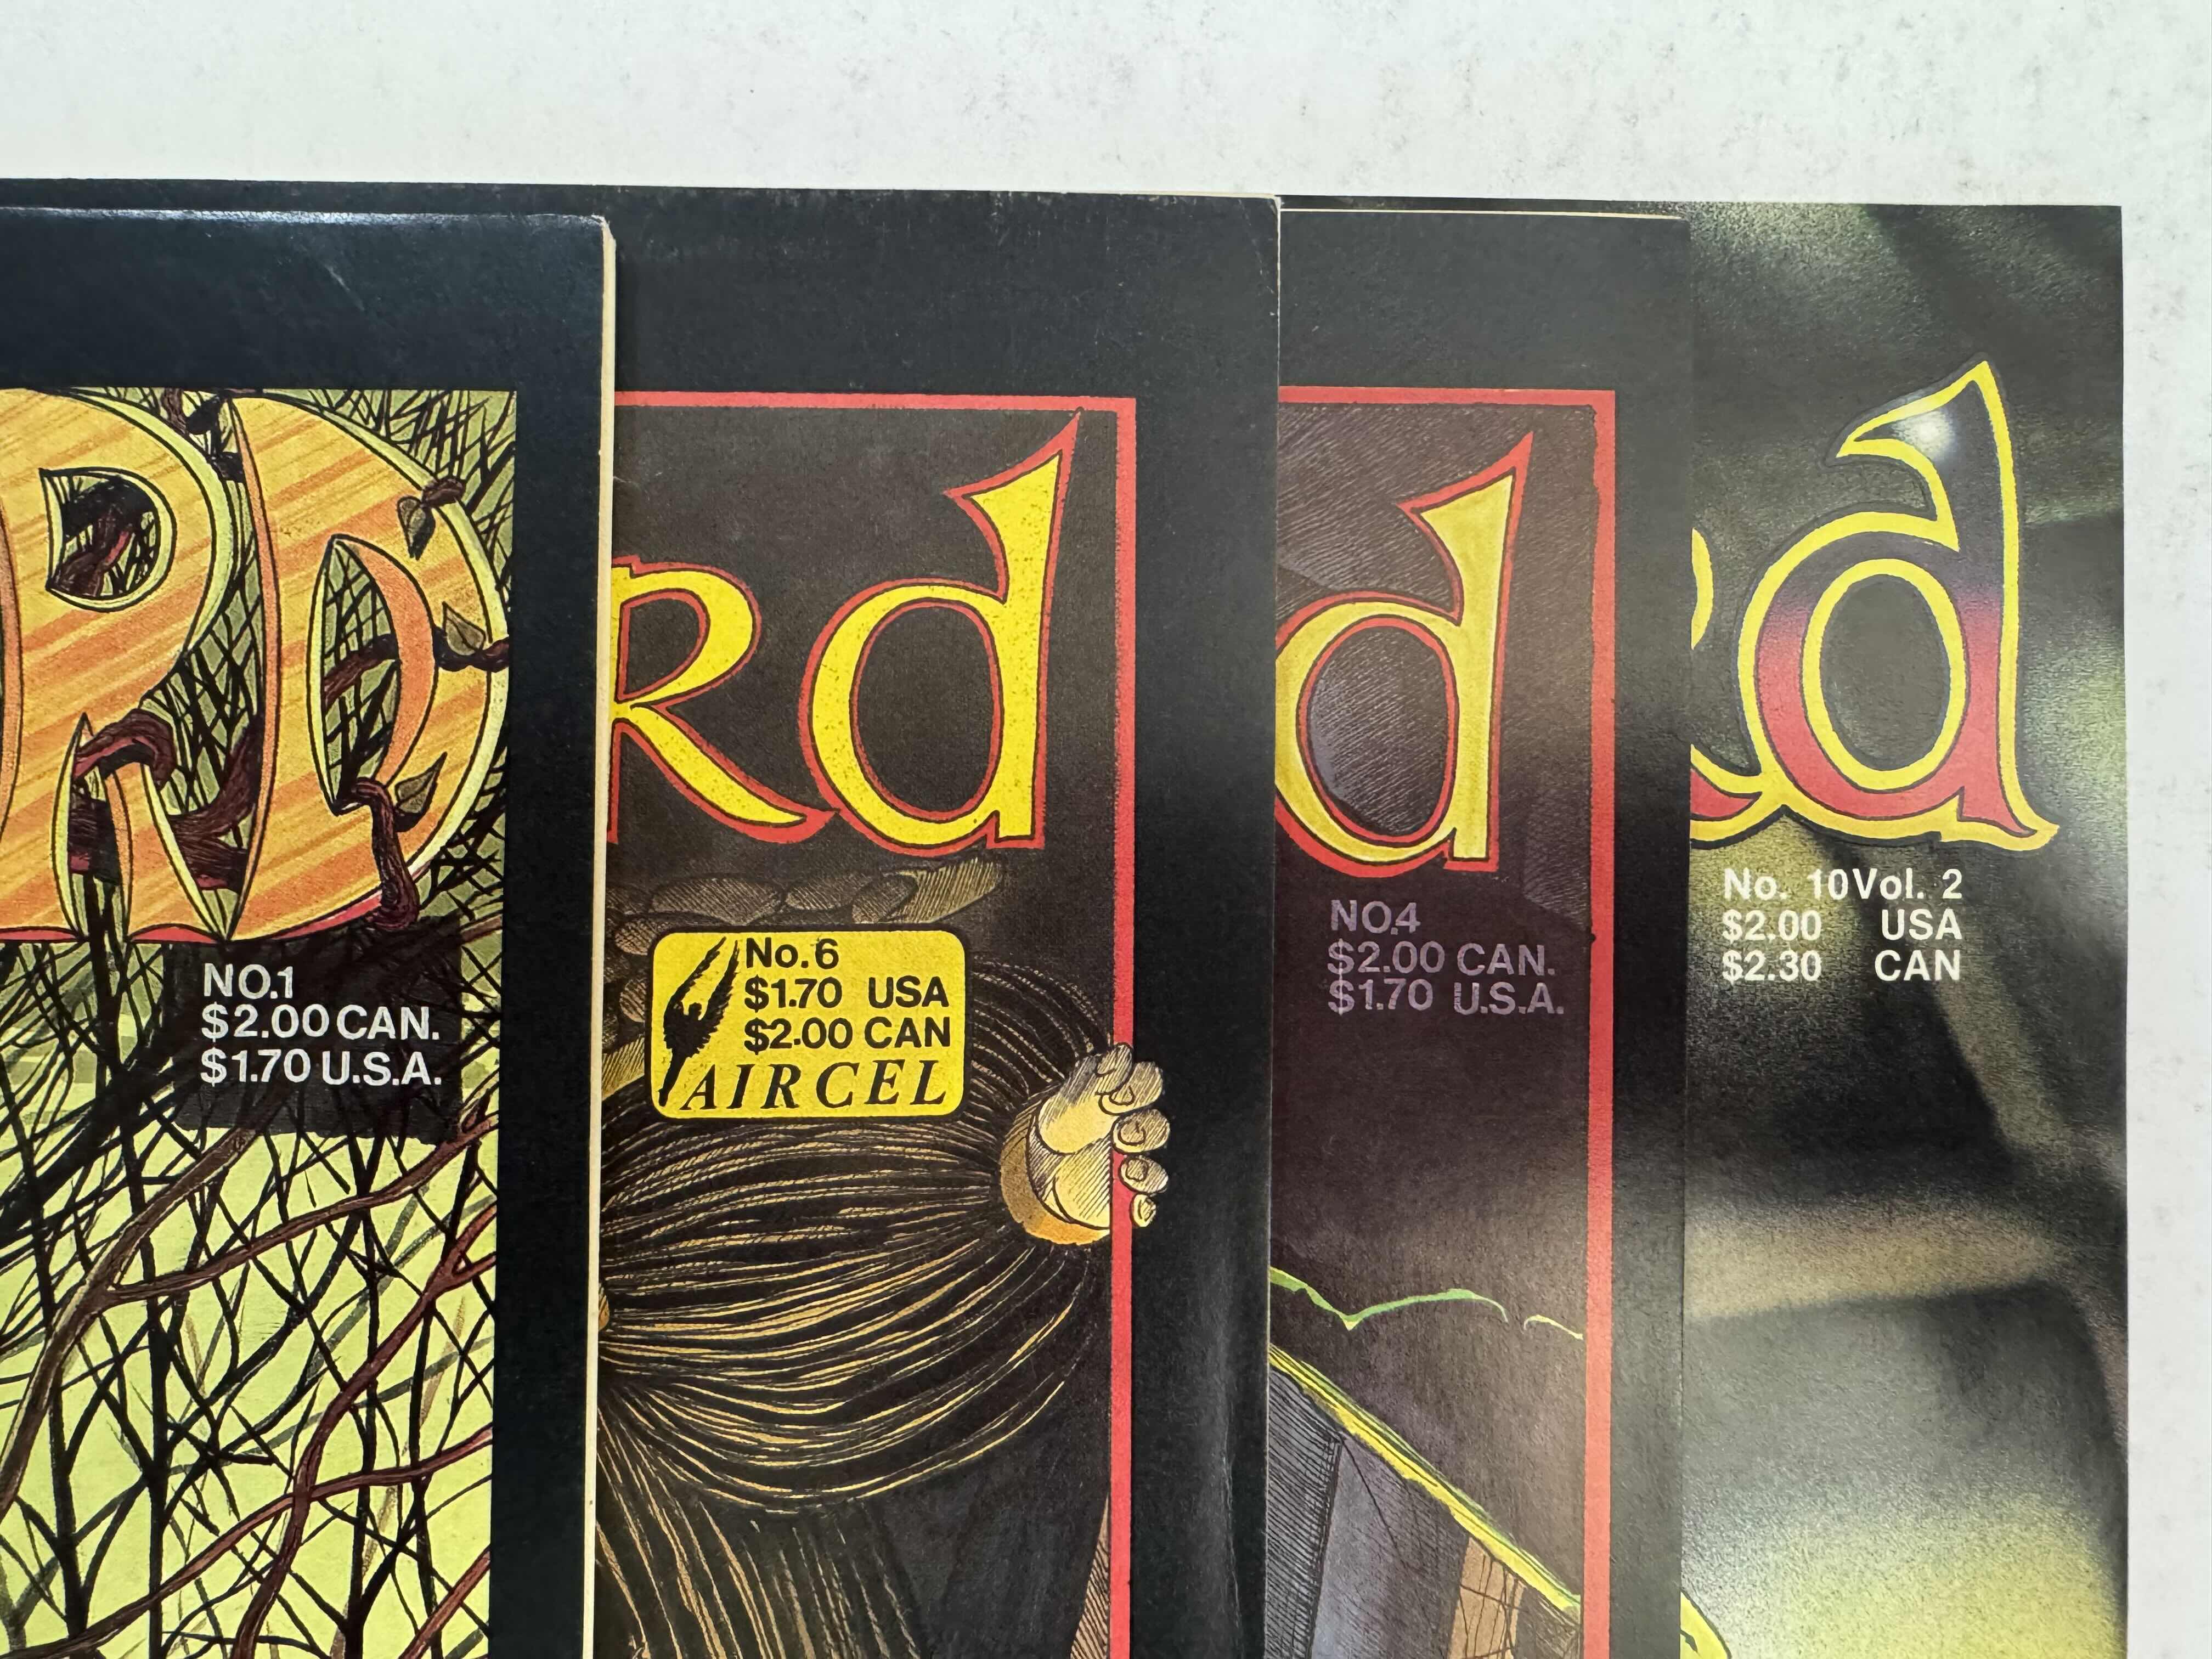 RD
NO.1
$2.00 CAN.
$1.70 U.S.A.
rd
No. 6
$1.70 USA
$2.00 CAN
AIRCEL
d
NO.4
$2.00 CAN.
$1.70 U.S.A.
d
No. 10 Vol. 2
$2.00 USA
$2.30 CAN